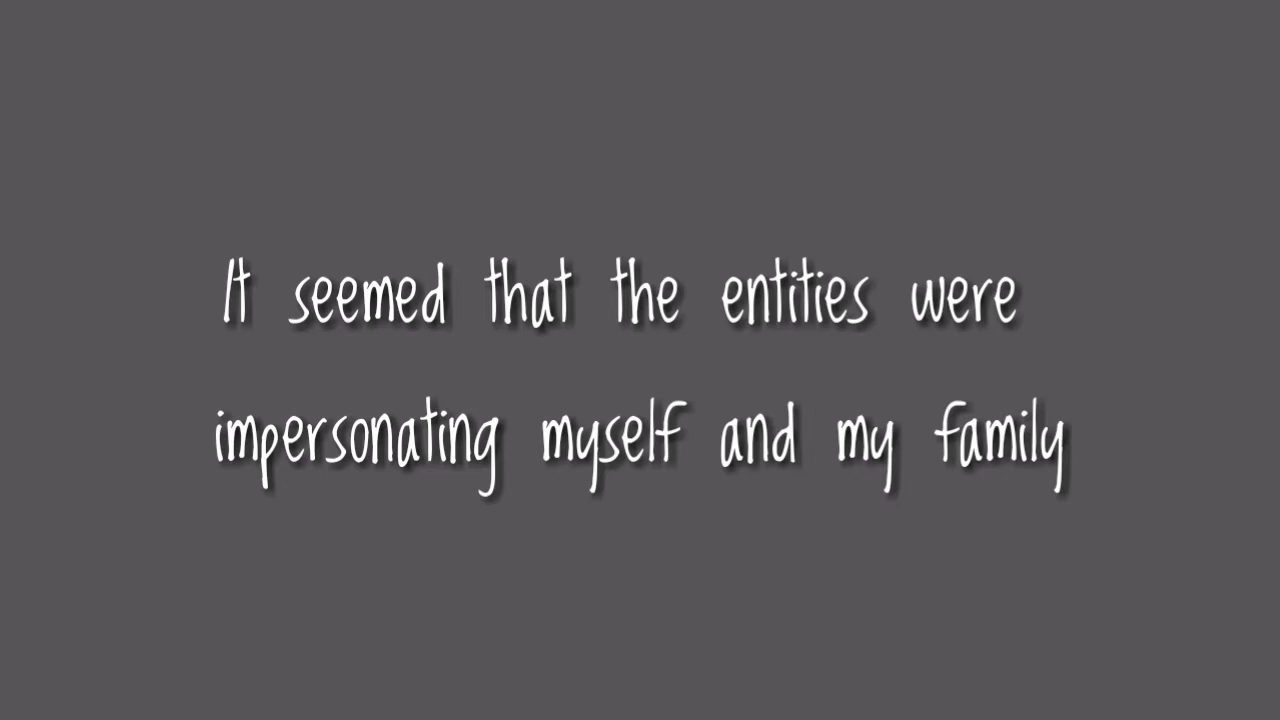 It seemed that the entities were
impersonating myself and my family